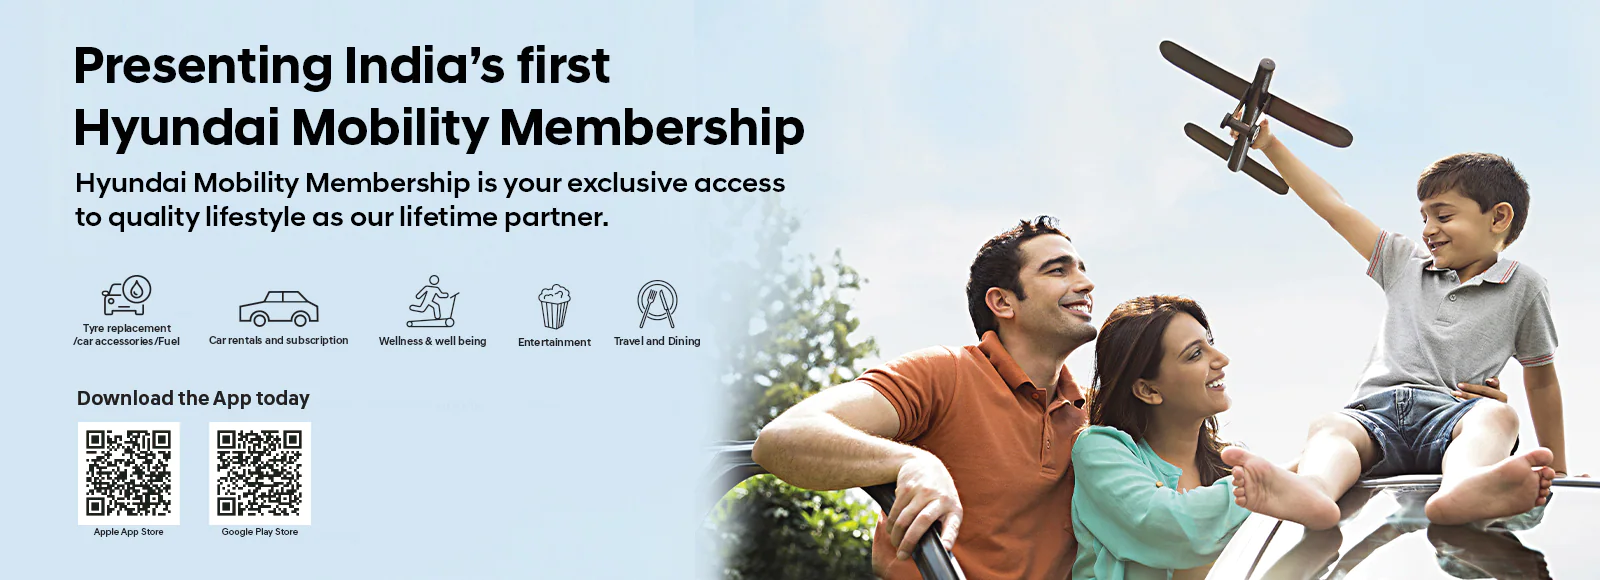 Presenting India's first
Hyundai Mobility Membership
Hyundai Mobility Membership is your exclusive access
to quality lifestyle as our lifetime partner.
Tyre replacement
/car accessories/Fuel
Car rentals and subscription
Wellness & well being
Entertainment
Travel and Dining
Download the App today
Apple App Store
Google Play Store